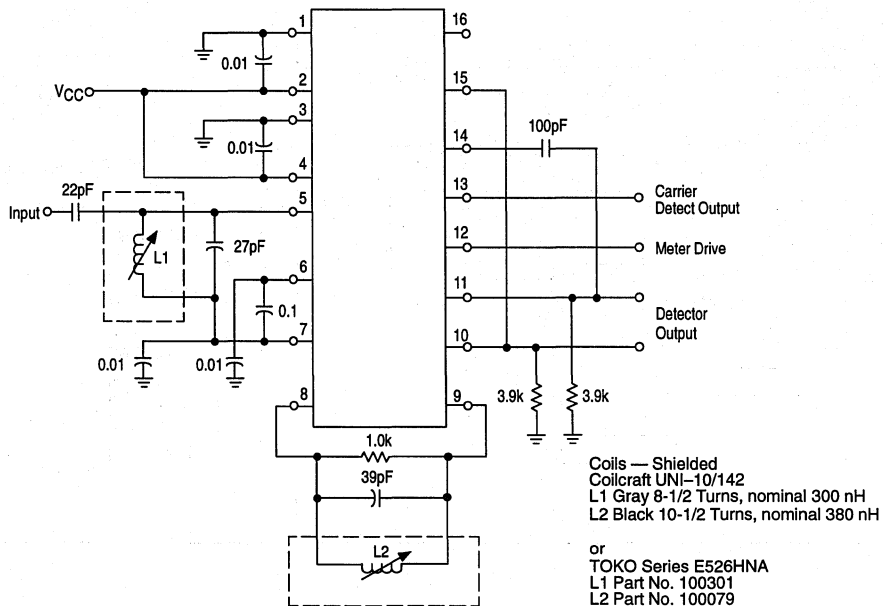 1
16
0.01
15
2
V_CC
3
100pF
14
0.01
4
13
Carrier
Detect Output
22pF
5
Input
12
Meter Drive
L1
27pF
6
11
0.1
Detector
Output
7
10
0.01
0.01
3.9k
3.9k
8
9
1.0k
39pF
L2
Coils — Shielded
Coilcraft UNI–10/142
L1 Gray 8-1/2 Turns, nominal 300 nH
L2 Black 10-1/2 Turns, nominal 380 nH
or
TOKO Series E526HNA
L1 Part No. 100301
L2 Part No. 100079